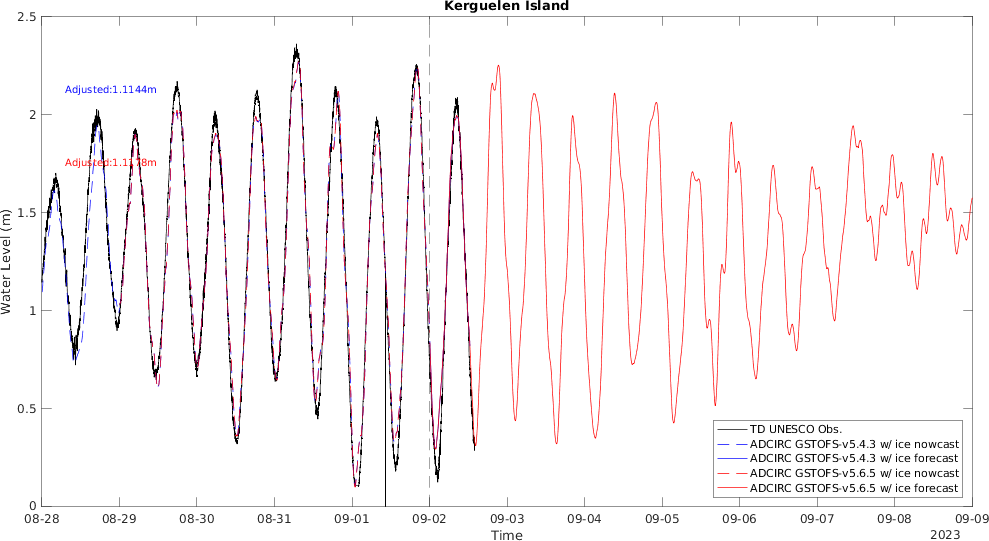 Kerguelen Island
2.5
Adjusted:1.1144m
2
Adjusted:1.1178m
1.5
Water Level (m)
1
0.5
0
TD UNESCO Obs.
ADCIRC GSTOFS-v5.4.3 w/ ice nowcast
ADCIRC GSTOFS-v5.4.3 w/ ice forecast
ADCIRC GSTOFS-v5.6.5 w/ ice nowcast
ADCIRC GSTOFS-v5.6.5 w/ ice forecast
08-28 08-29 08-30 08-31 09-01 09-02 09-03 09-04 09-05 09-06 09-07 09-08 09-09
Time
2023